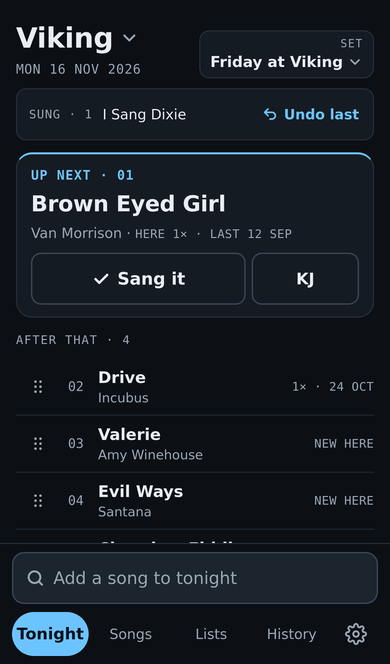 Viking
MON 16 NOV 2026
SET
Friday at Viking
SUNG · 1 I Sang Dixie
Undo last
UP NEXT · 01
Brown Eyed Girl
Van Morrison · HERE 1× · LAST 12 SEP
Sang it
KJ
AFTER THAT · 4
02 Drive
Incubus
1× · 24 OCT
03 Valerie
Amy Winehouse
NEW HERE
04 Evil Ways
Santana
NEW HERE
Add a song to tonight
Tonight Songs Lists History